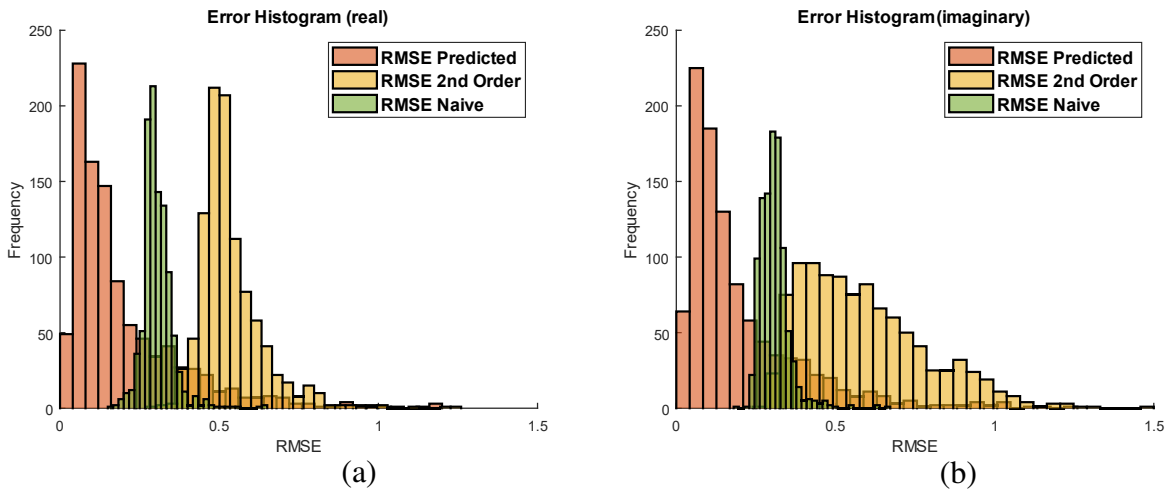 Error Histogram (real)
250
200
150
100
50
0
Frequency
RMSE Predicted
RMSE 2nd Order
RMSE Naive
0
0.5
1
1.5
RMSE
(a)
Error Histogram (imaginary)
250
200
150
100
50
0
Frequency
RMSE Predicted
RMSE 2nd Order
RMSE Naive
0
0.5
1
1.5
RMSE
(b)